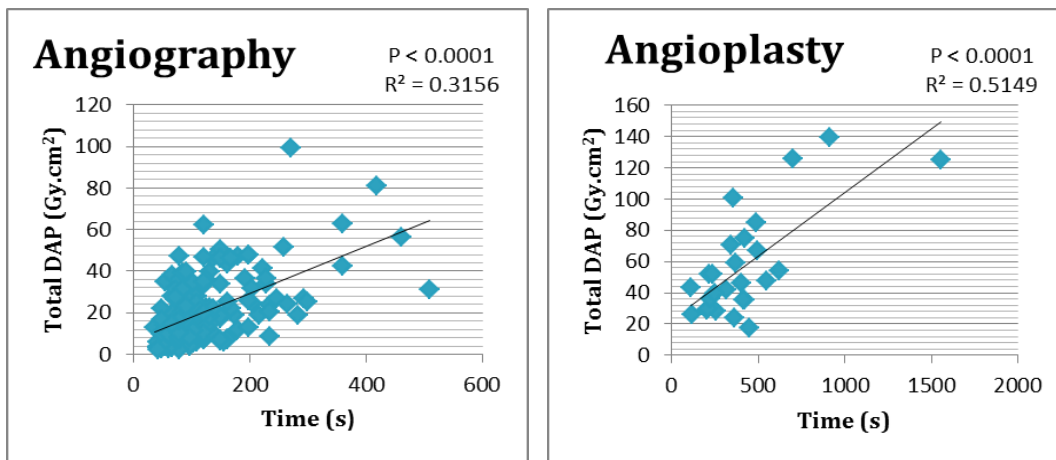 Angiography
P < 0.0001
R² = 0.3156
120
100
80
60
40
20
0
Total DAP (Gy.cm²)
0 200 400 600
Time (s)
Angioplasty
P < 0.0001
R² = 0.5149
160
140
120
100
80
60
40
20
0
Total DAP (Gy.cm²)
0 500 1000 1500 2000
Time (s)